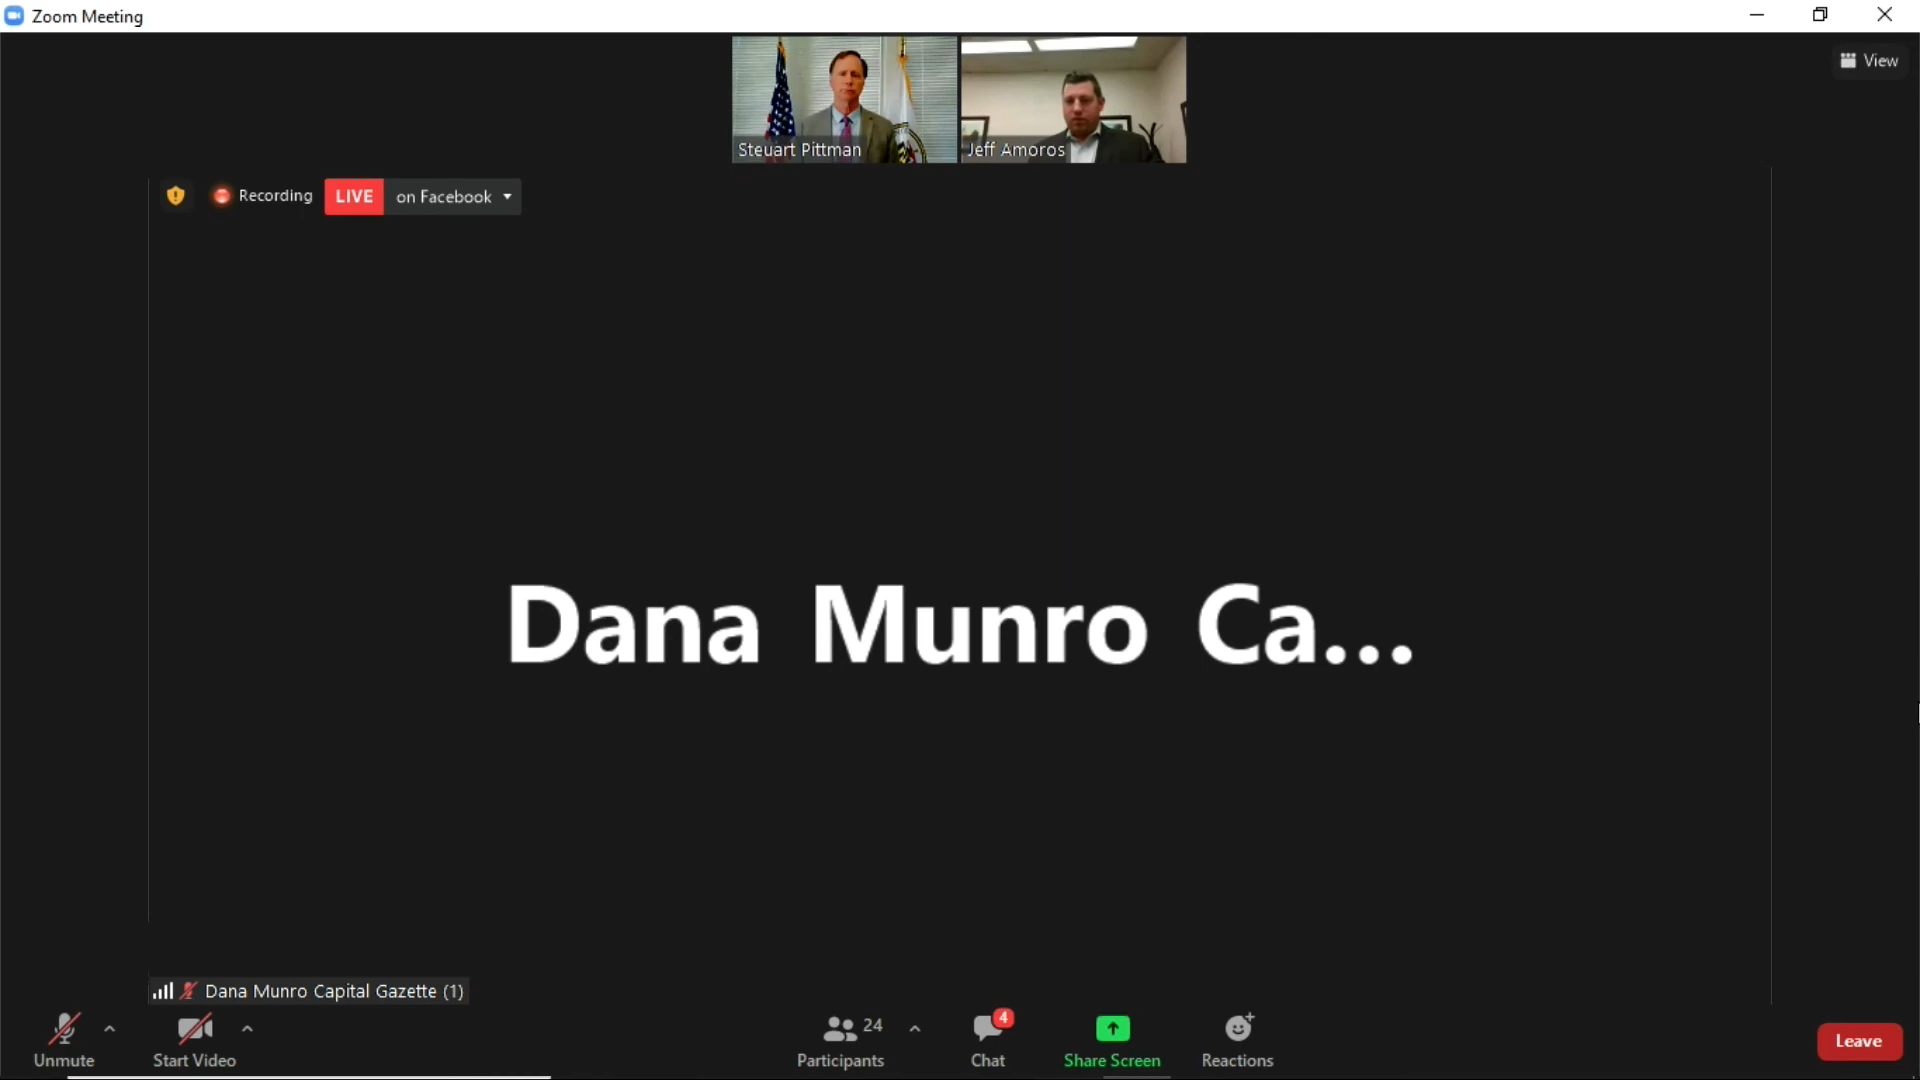 Zoom Meeting
Steuart Pittman
Jeff Amoros
View
Recording
LIVE on Facebook
Dana Munro Ca...
Dana Munro Capital Gazette (1)
24
4
Unmute
Start Video
Participants
Chat
Share Screen
Reactions
Leave